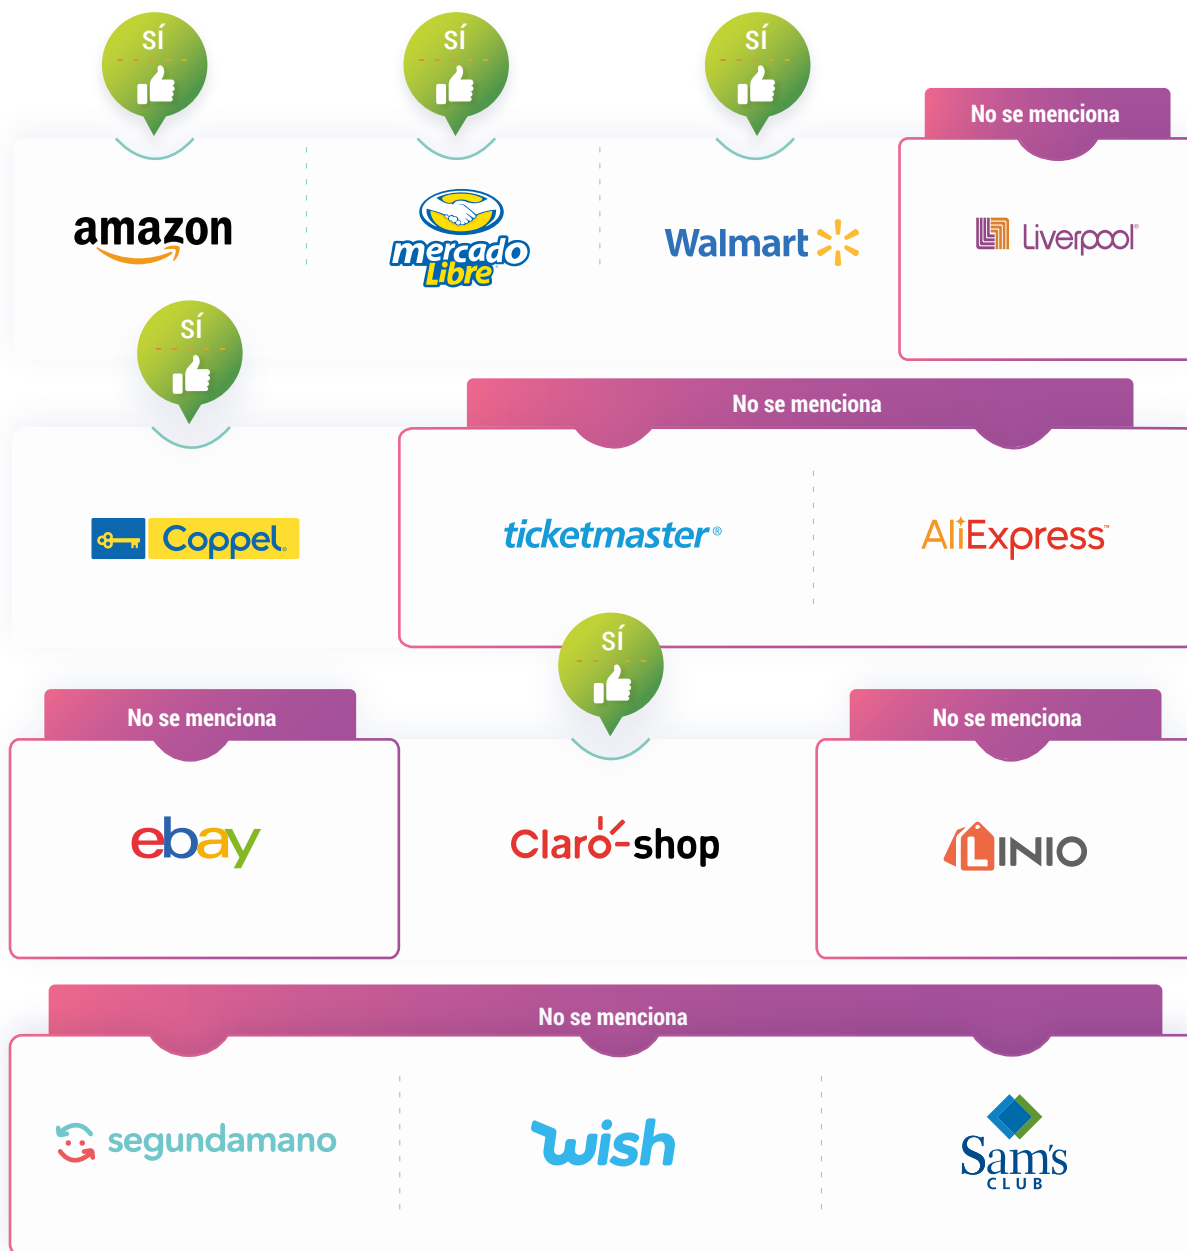 SÍ
SÍ
SÍ
No se menciona
amazon
mercado
Libre
Walmart
Liverpool®
SÍ
No se menciona
Coppel.
ticketmaster®
AliExpress™
SÍ
No se menciona
No se menciona
ebay
Claro-shop
LINIO
No se menciona
segundamano
wish
Sam's
CLUB